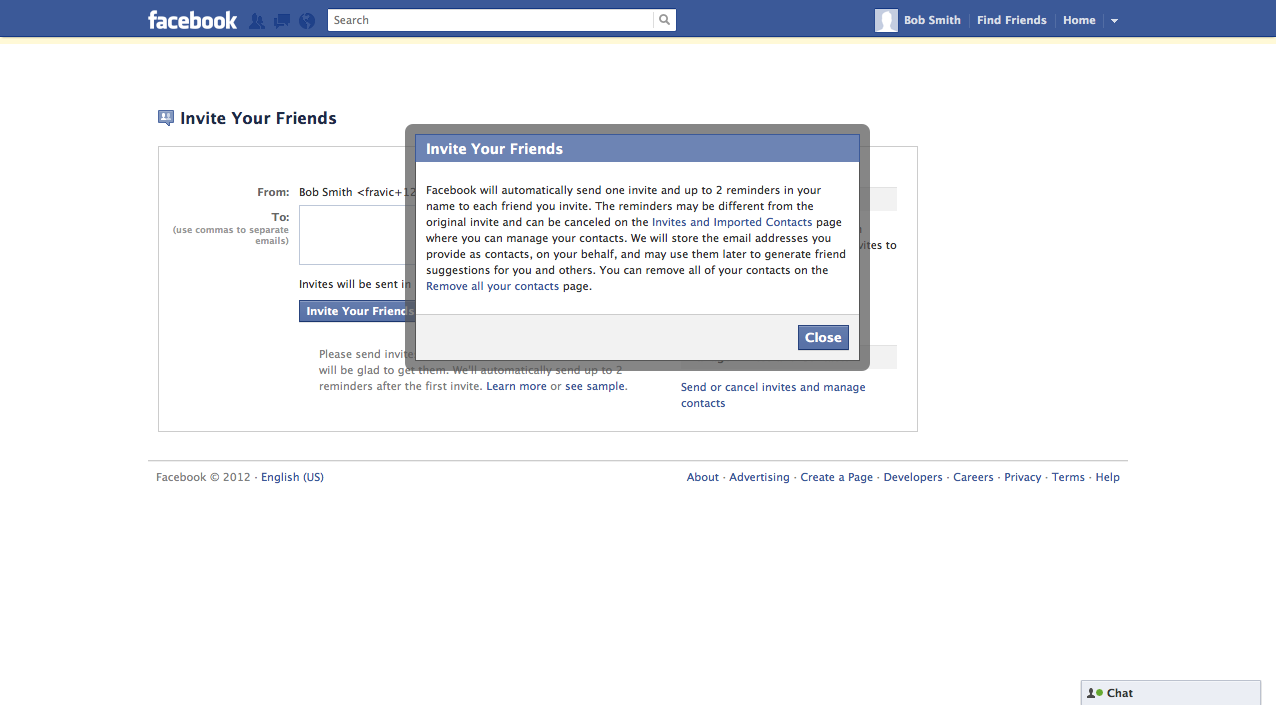 facebook
Search
Bob Smith
Find Friends
Home
Invite Your Friends
Invite Your Friends
From:
Bob Smith <fravic+12
To:
(use commas to separate
emails)
Facebook will automatically send one invite and up to 2 reminders in your
name to each friend you invite. The reminders may be different from the
original invite and can be canceled on the Invites and Imported Contacts page
where you can manage your contacts. We will store the email addresses you
provide as contacts, on your behalf, and may use them later to generate friend
suggestions for you and others. You can remove all of your contacts on the
Remove all your contacts page.
to
Invites will be sent in
Invite Your Friends
Close
Please send invite
will be glad to get them. We'll automatically send up to 2
reminders after the first invite. Learn more or see sample.
Send or cancel invites and manage
contacts
Facebook © 2012 · English (US)
About · Advertising · Create a Page · Developers · Careers · Privacy · Terms · Help
Chat